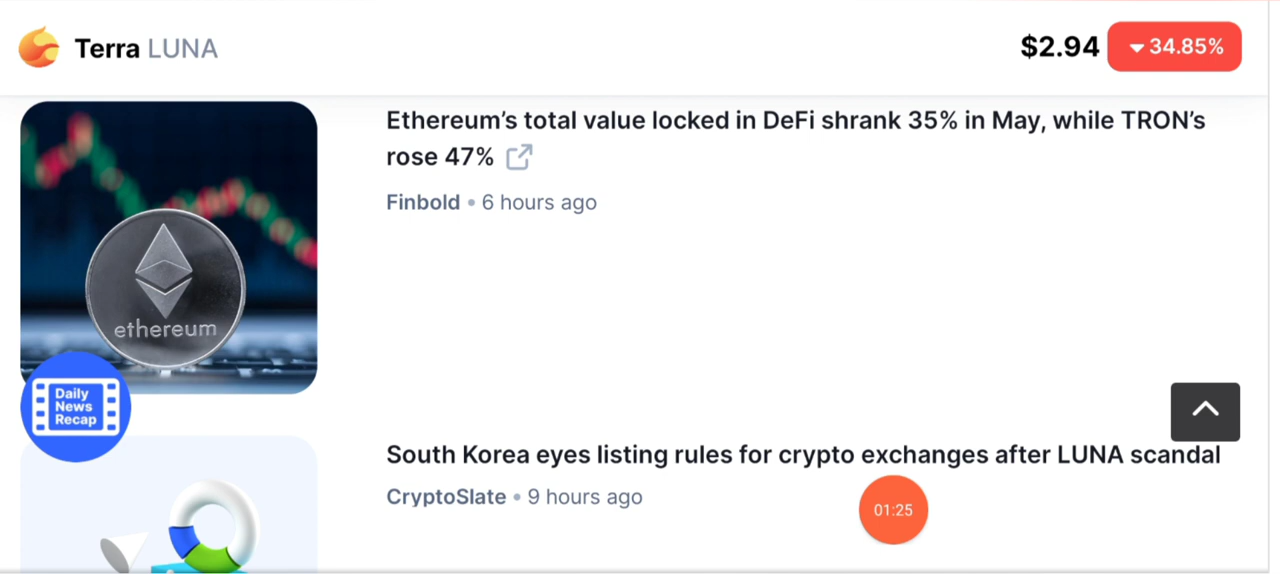 Terra LUNA
$2.94
34.85%
Ethereum’s total value locked in DeFi shrank 35% in May, while TRON’s
rose 47%
Finbold • 6 hours ago
ethereum
Daily
News
Recap
South Korea eyes listing rules for crypto exchanges after LUNA scandal
CryptoSlate • 9 hours ago
01:25